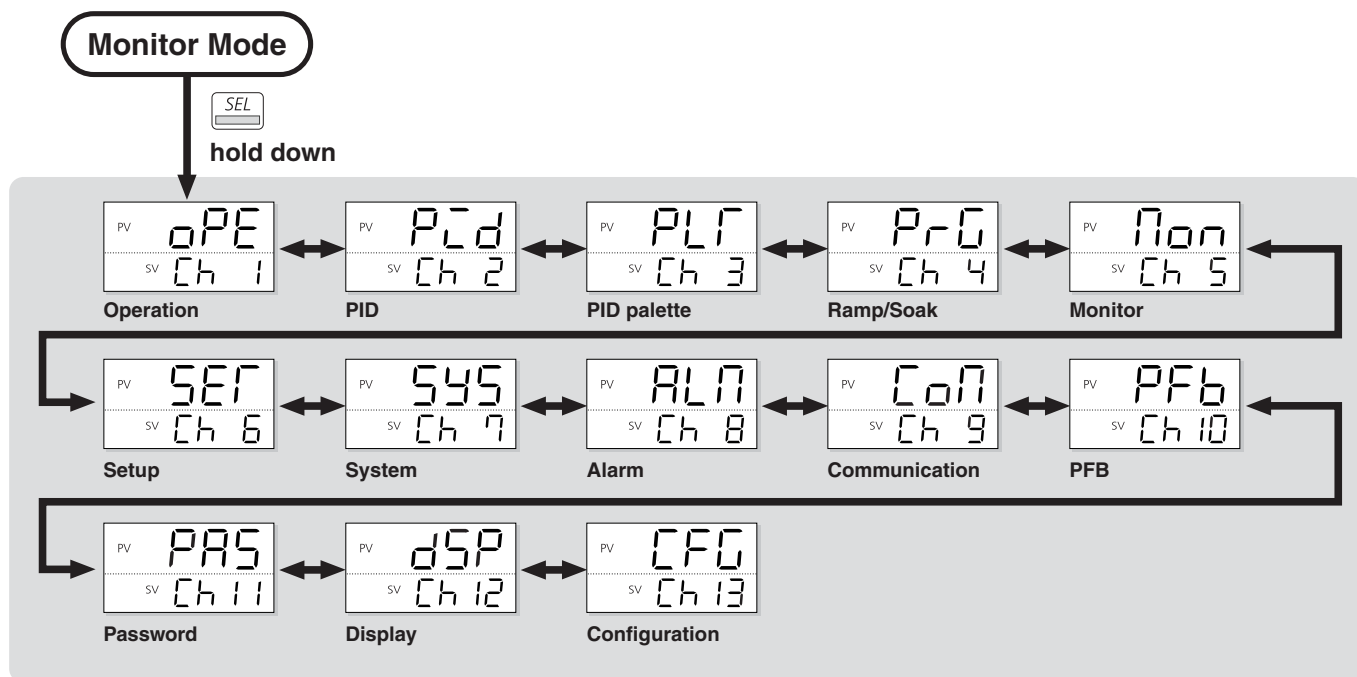 Monitor Mode
SEL
hold down
PV oPE
SV Ch 1
Operation
PV PId
SV Ch 2
PID
PV PLT
SV Ch 3
PID palette
PV PrG
SV Ch 4
Ramp/Soak
PV Mon
SV Ch 5
Monitor
PV SET
SV Ch 6
Setup
PV SYS
SV Ch 7
System
PV ALM
SV Ch 8
Alarm
PV CoM
SV Ch 9
Communication
PV PFb
SV Ch 10
PFB
PV PAS
SV Ch 11
Password
PV dSP
SV Ch 12
Display
PV CFG
SV Ch 13
Configuration